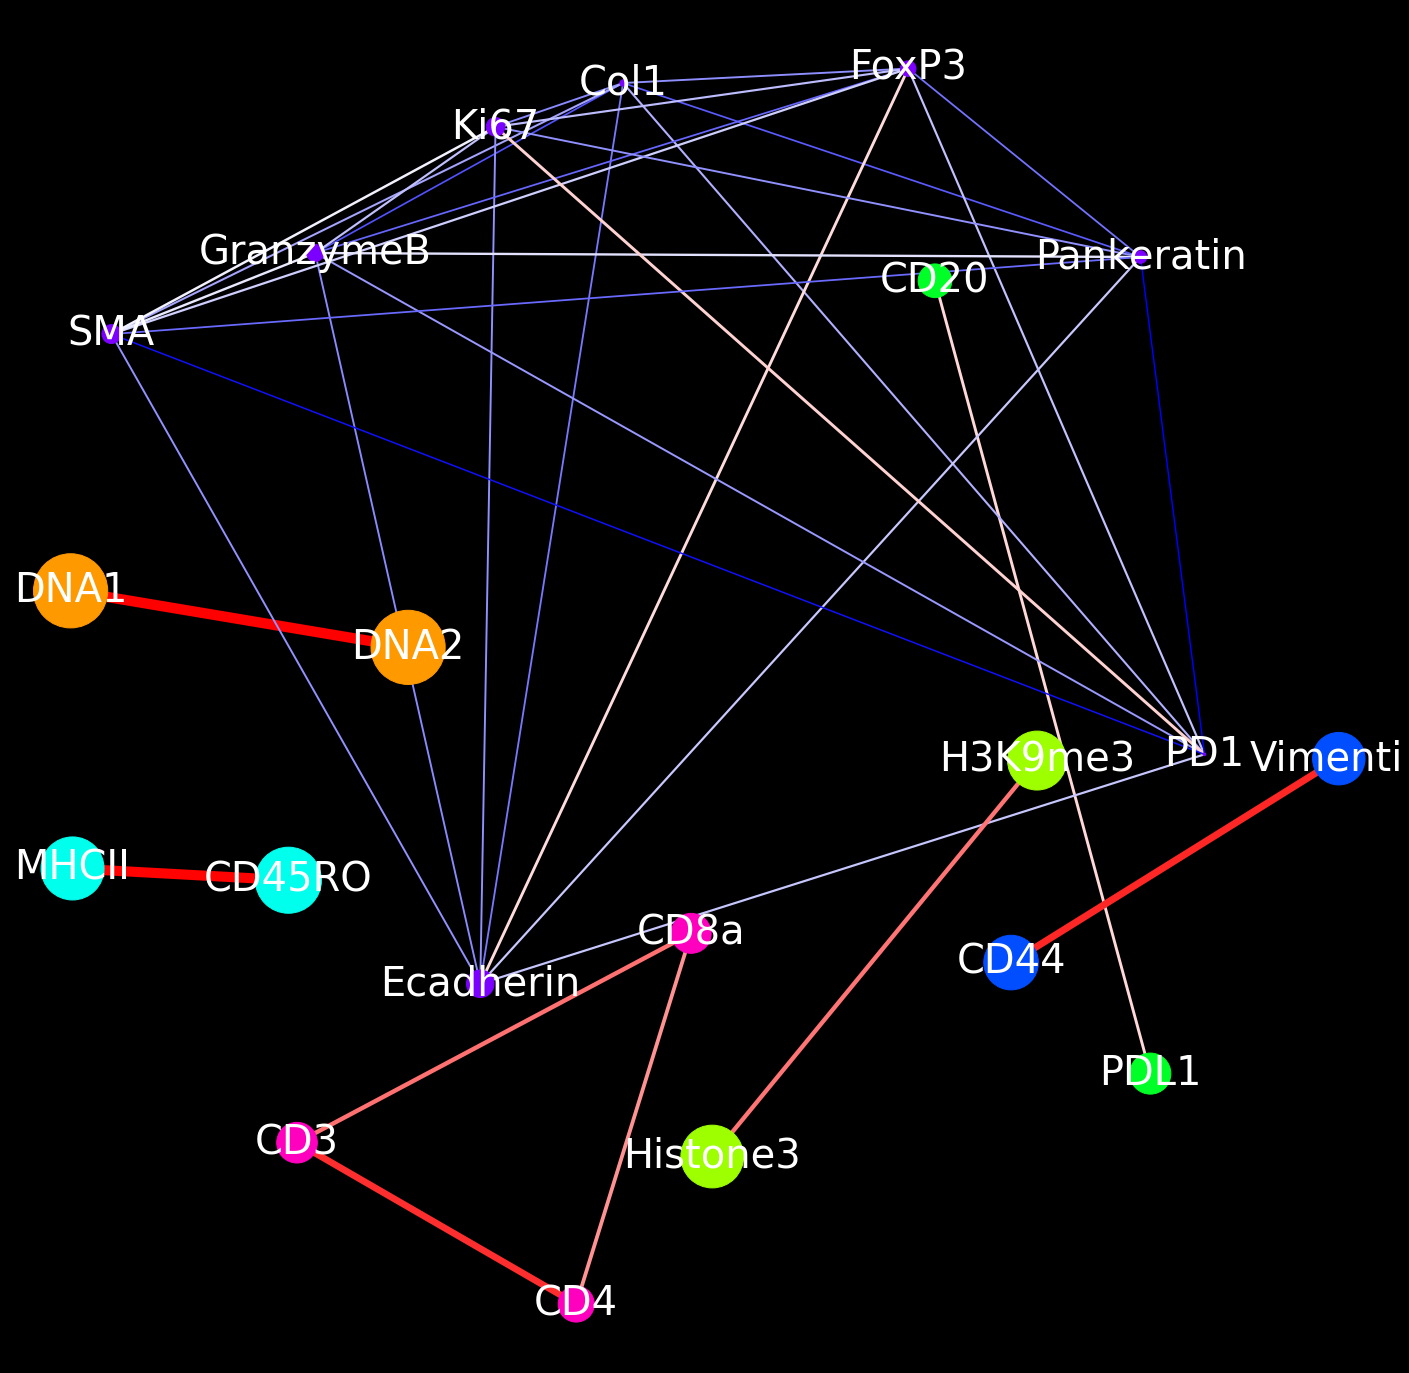 FoxP3
Col1
Ki67
GranzymeB
Pankeratin
CD20
SMA
DNA1
DNA2
PD1
H3K9me3
Vimenti
MHCII
CD45RO
CD8a
CD44
Ecadherin
PDL1
CD3
Histone3
CD4